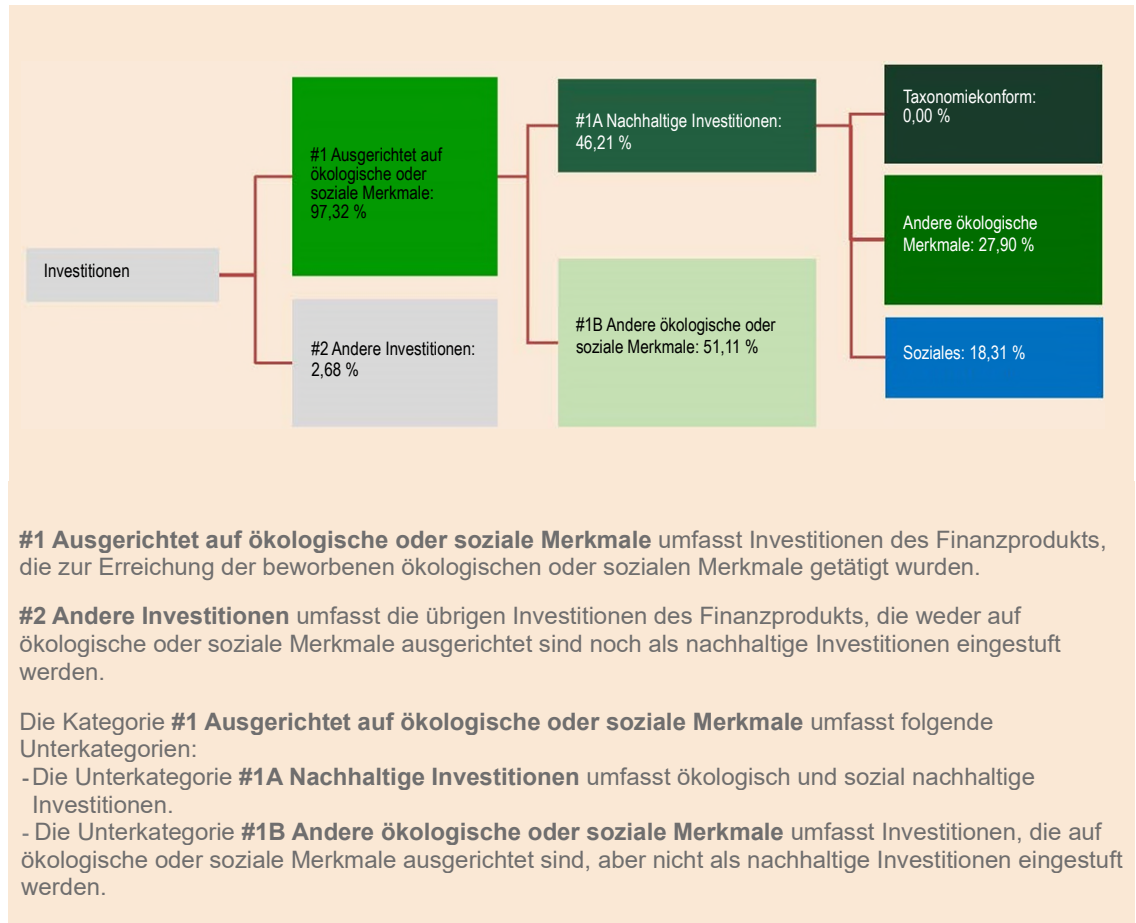 Investitionen
#1 Ausgerichtet auf
ökologische oder
soziale Merkmale:
97,32 %
#2 Andere Investitionen:
2,68 %
#1A Nachhaltige Investitionen:
46,21 %
#1B Andere ökologische oder
soziale Merkmale: 51,11 %
Taxonomiekonform:
0,00 %
Andere ökologische
Merkmale: 27,90 %
Soziales: 18,31 %
#1 Ausgerichtet auf ökologische oder soziale Merkmale umfasst Investitionen des Finanzprodukts,
die zur Erreichung der beworbenen ökologischen oder sozialen Merkmale getätigt wurden.
#2 Andere Investitionen umfasst die übrigen Investitionen des Finanzprodukts, die weder auf
ökologische oder soziale Merkmale ausgerichtet sind noch als nachhaltige Investitionen eingestuft
werden.
Die Kategorie #1 Ausgerichtet auf ökologische oder soziale Merkmale umfasst folgende
Unterkategorien:
- Die Unterkategorie #1A Nachhaltige Investitionen umfasst ökologisch und sozial nachhaltige
Investitionen.
- Die Unterkategorie #1B Andere ökologische oder soziale Merkmale umfasst Investitionen, die auf
ökologische oder soziale Merkmale ausgerichtet sind, aber nicht als nachhaltige Investitionen eingestuft
werden.